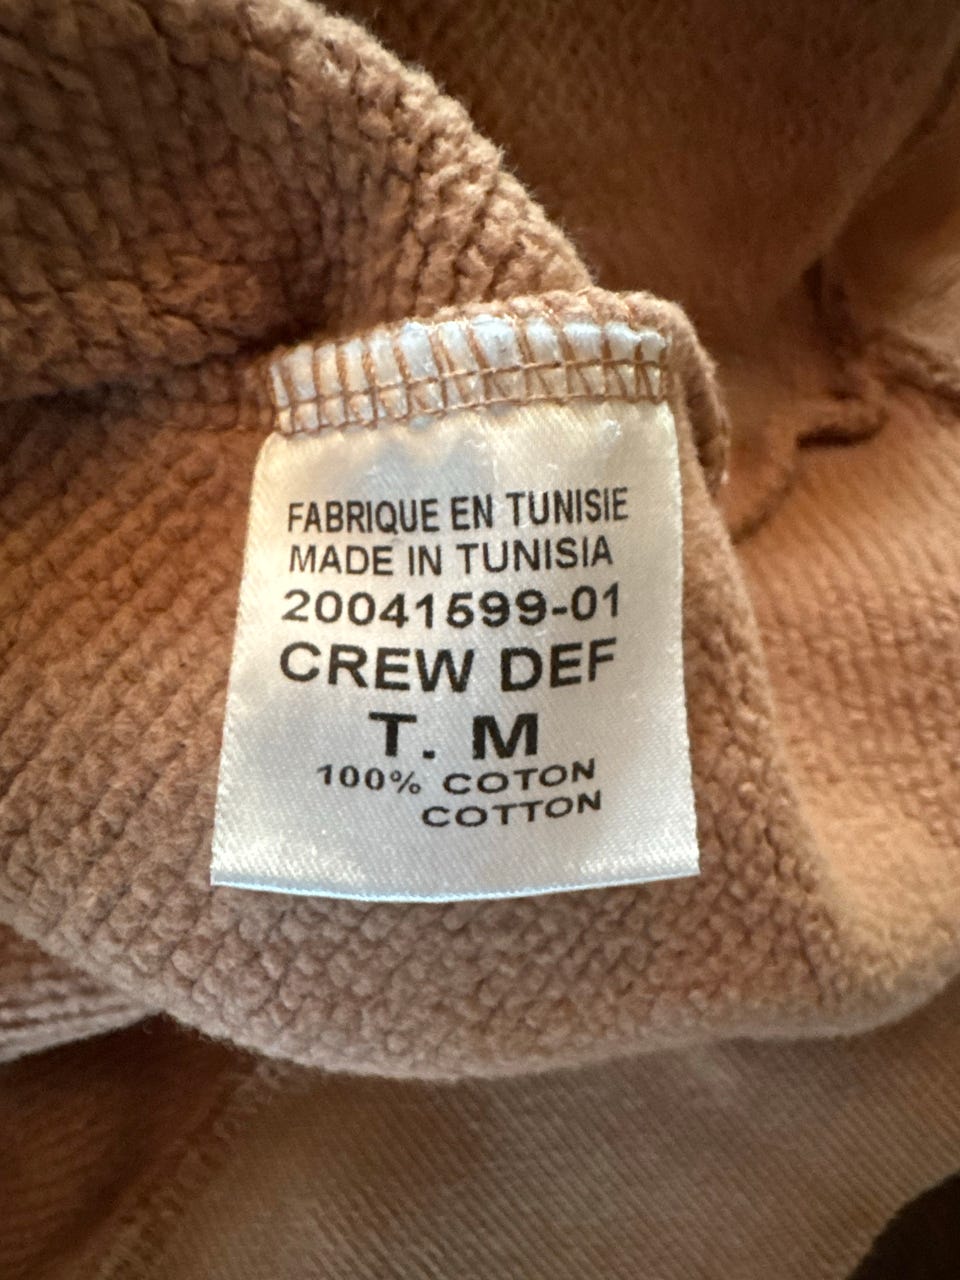 FABRIQUE EN TUNISIE
MADE IN TUNISIA
20041599-01
CREW DEF
T. M
100% COTON
COTTON